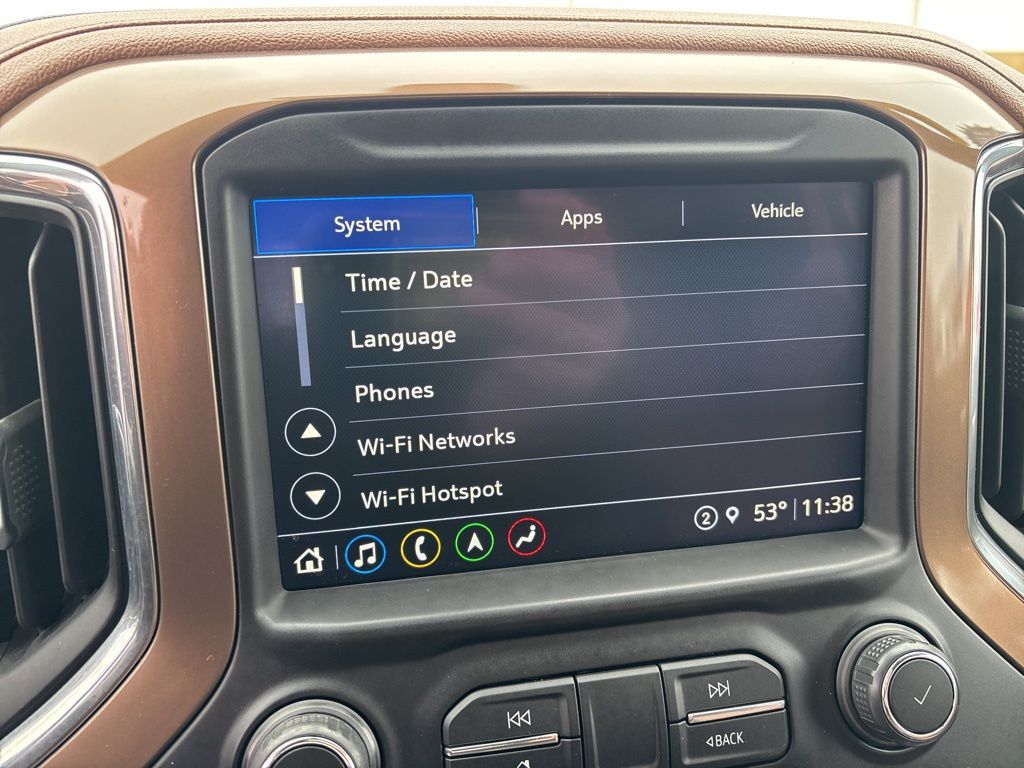 System Apps Vehicle
Time / Date
Language
Phones
Wi-Fi Networks
Wi-Fi Hotspot
2 53° 11:38
BACK